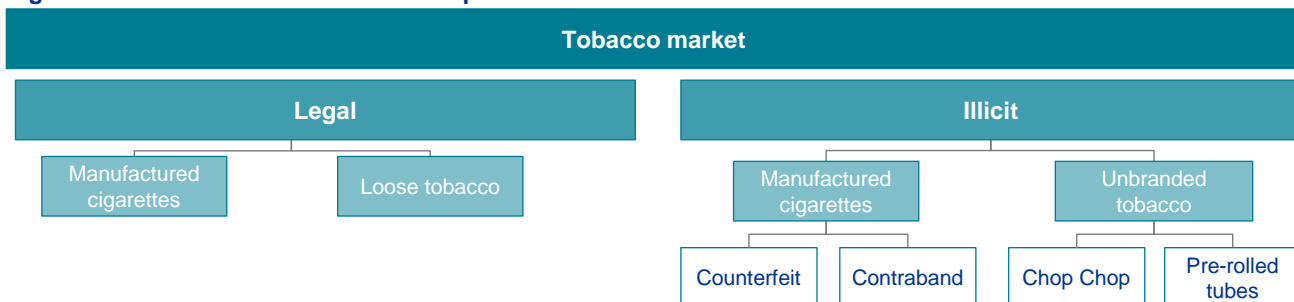 Tobacco market
Legal
Illicit
Manufactured
cigarettes
Loose tobacco
Manufactured
cigarettes
Unbranded
tobacco
Counterfeit
Contraband
Chop Chop
Pre-rolled
tubes